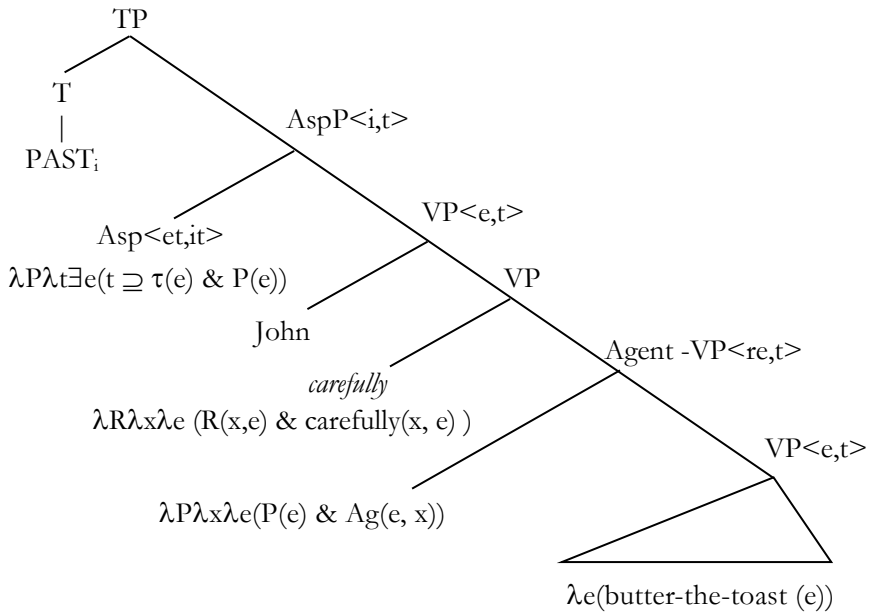 TP
T
AspP<i,t>
|
PASTᵢ
VP<e,t>
Asp<et,it>
λPλt∃e(t ⊇ τ(e) & P(e))
VP
John
Agent -VP<re,t>
carefully
λRλxλe (R(x,e) & carefully(x, e) )
VP<e,t>
λPλxλe(P(e) & Ag(e, x))
λe(butter-the-toast (e))